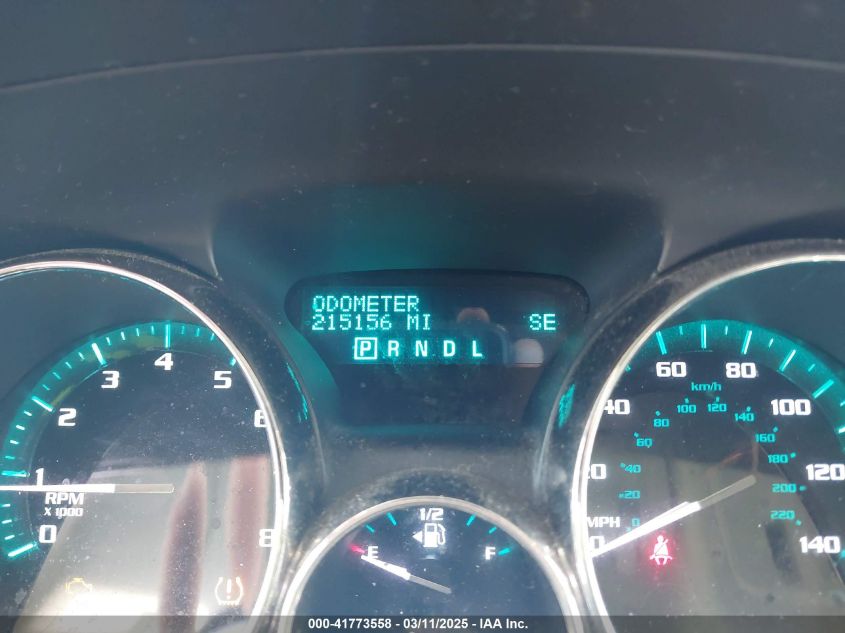 ODOMETER
215156 MI SE
P R N D L
0 1 2 3 4 5 6 8
RPM
X 1000
1/2
E F
40 60 80 100 120 140
km/h
0 20 40 60 80 100 120 140 160 180 200 220
MPH
000-41773558 - 03/11/2025 - IAA Inc.